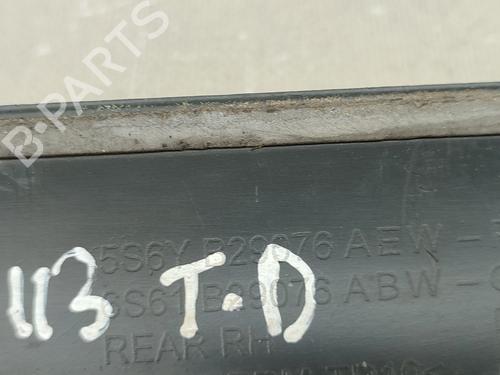 B-PARTS
5S6Y B29076 AEW -
6S61 B29076 ABW -
113 T.D
REAR RH